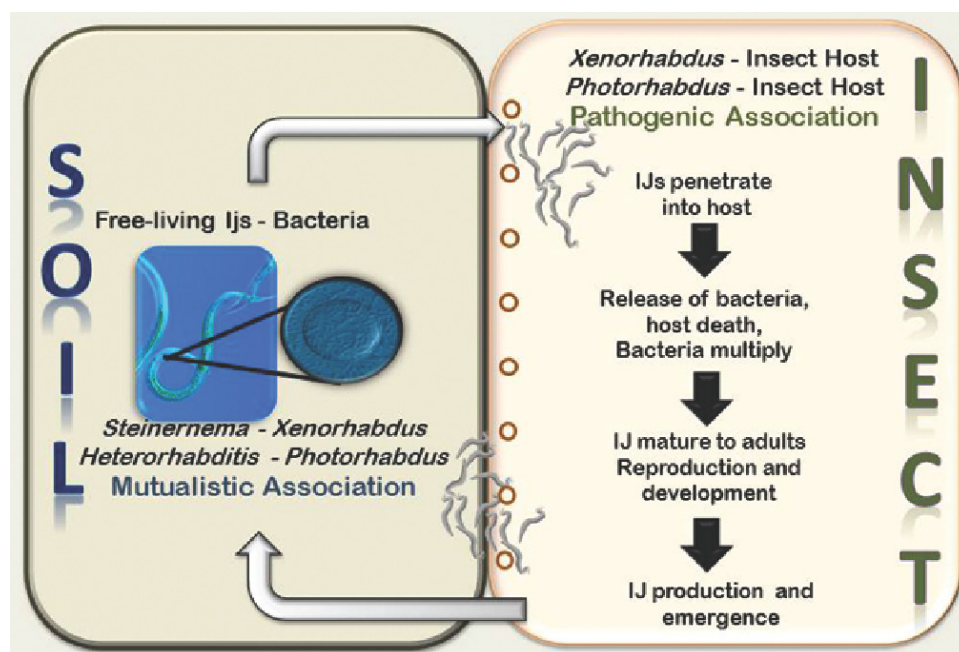 SOIL
Free-living Ijs - Bacteria
Steinernema - Xenorhabdus
Heterorhabditis - Photorhabdus
Mutualistic Association
Xenorhabdus - Insect Host
Photorhabdus - Insect Host
Pathogenic Association
IJs penetrate
into host
Release of bacteria,
host death,
Bacteria multiply
IJ mature to adults
Reproduction and
development
IJ production and
emergence
INSECT